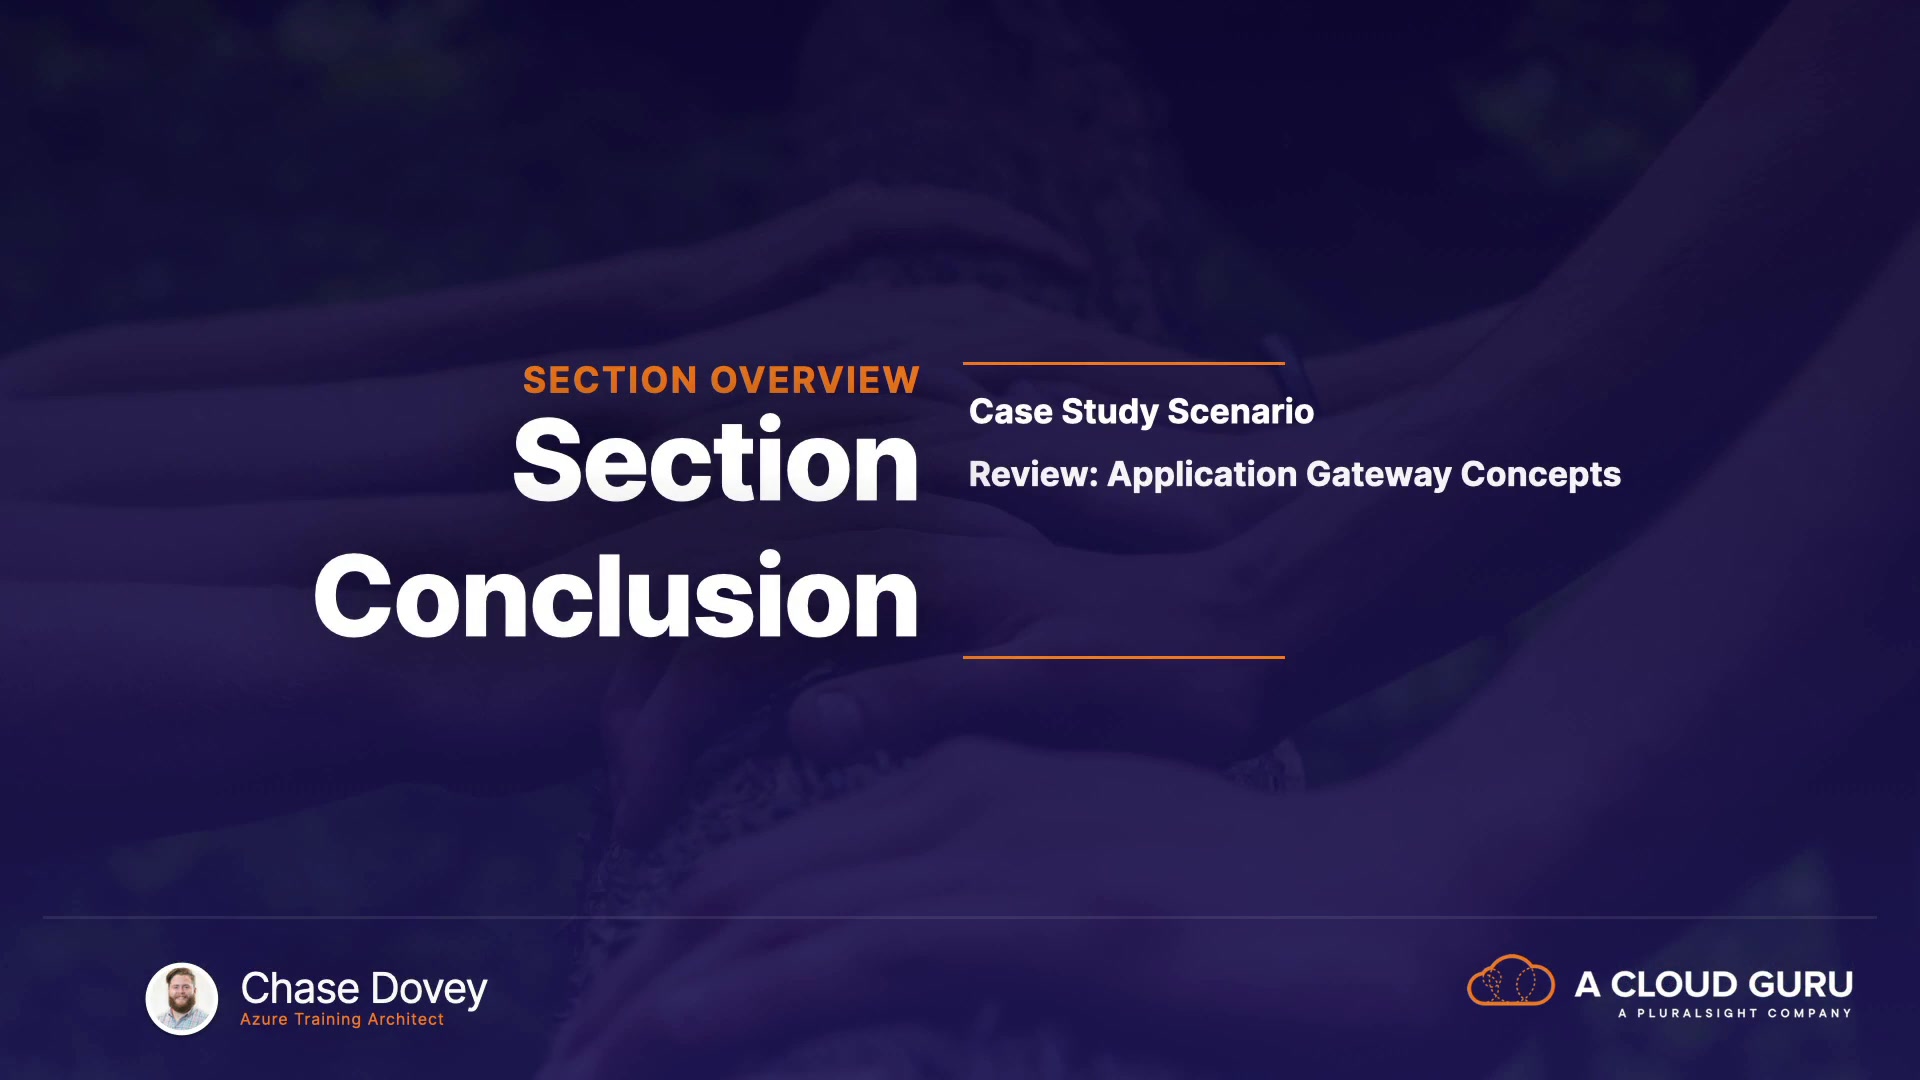 SECTION OVERVIEW
Section
Conclusion
Case Study Scenario
Review: Application Gateway Concepts
Chase Dovey
Azure Training Architect
A CLOUD GURU
A PLURALSIGHT COMPANY